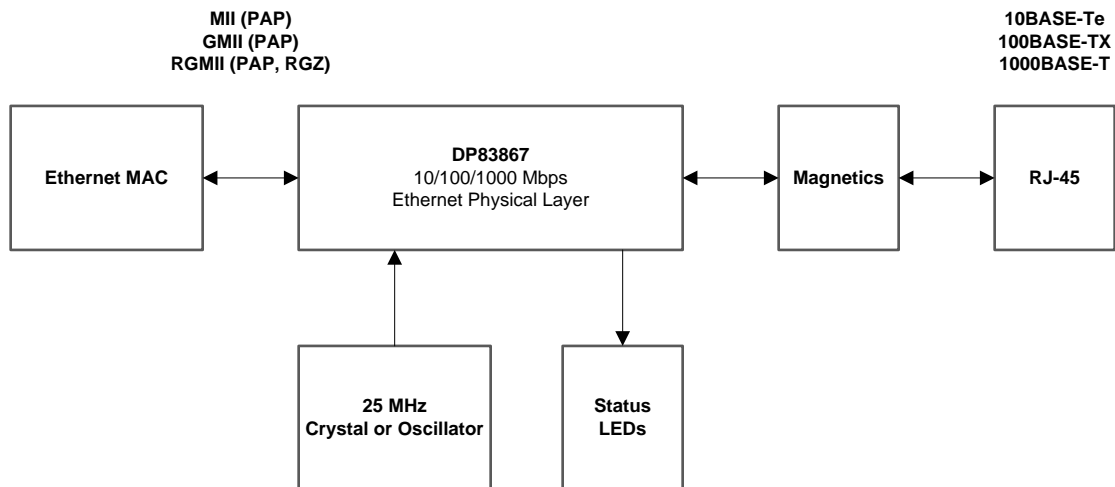 MII (PAP)
GMII (PAP)
RGMII (PAP, RGZ)
10BASE-Te
100BASE-TX
1000BASE-T
Ethernet MAC
DP83867
10/100/1000 Mbps
Ethernet Physical Layer
Magnetics
RJ-45
25 MHz
Crystal or Oscillator
Status
LEDs